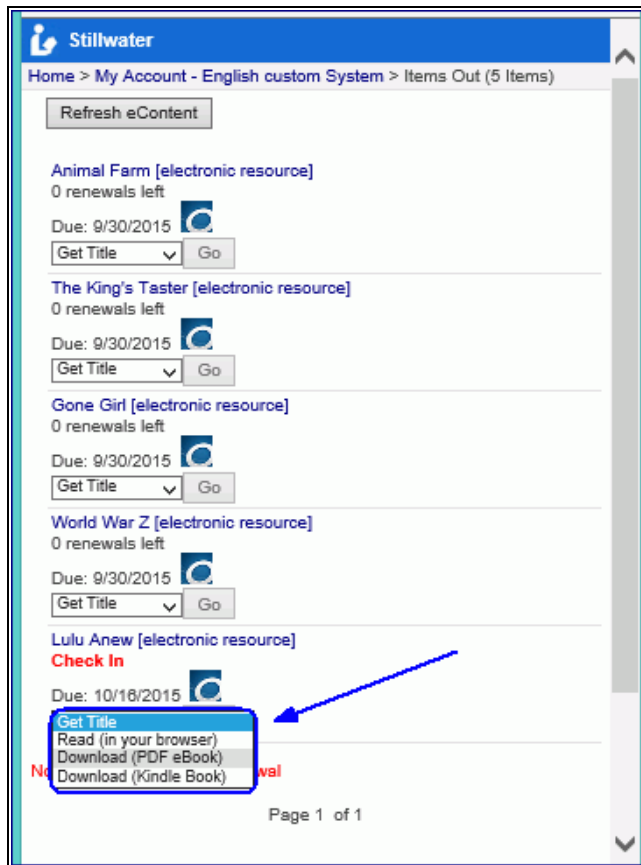 Stillwater
Home > My Account - English custom System > Items Out (5 Items)
Refresh eContent
Animal Farm [electronic resource]
0 renewals left
Due: 9/30/2015
Get Title Go
The King's Taster [electronic resource]
0 renewals left
Due: 9/30/2015
Get Title Go
Gone Girl [electronic resource]
0 renewals left
Due: 9/30/2015
Get Title Go
World War Z [electronic resource]
0 renewals left
Due: 9/30/2015
Get Title Go
Lulu Anew [electronic resource]
Check In
Due: 10/16/2015
Get Title
Read (in your browser)
Download (PDF eBook)
Download (Kindle Book)
Page 1 of 1